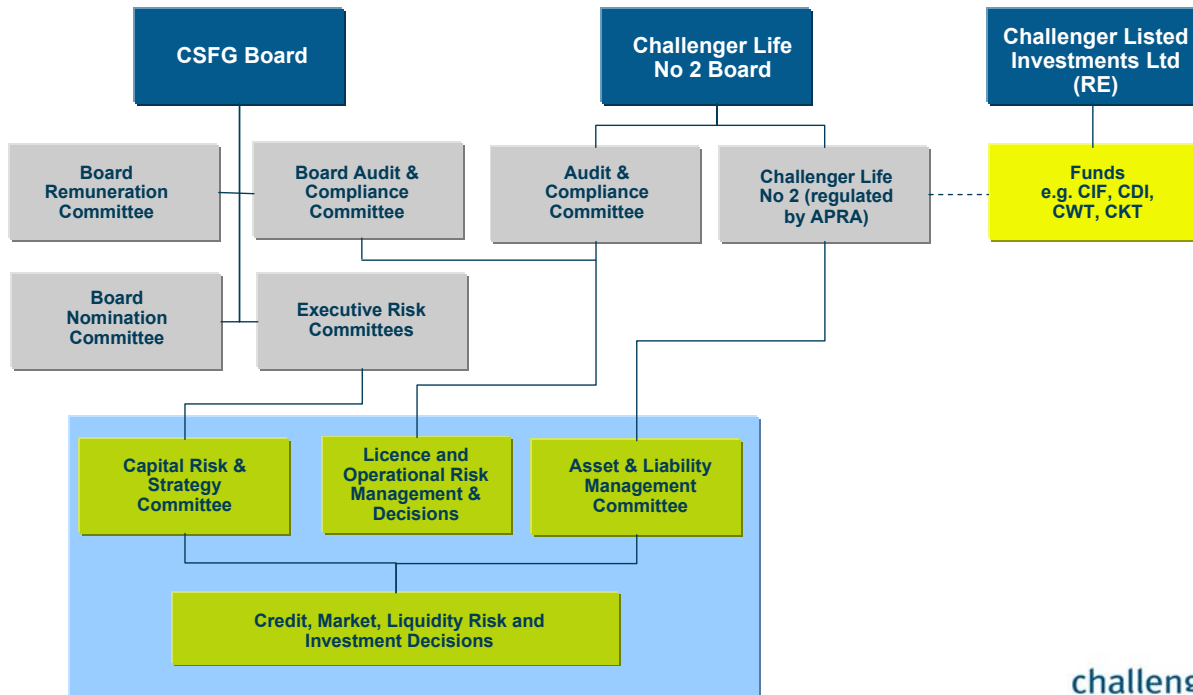 CSFG Board
Challenger Life
No 2 Board
Challenger Listed
Investments Ltd
(RE)
Board
Remuneration
Committee
Board Audit &
Compliance
Committee
Audit &
Compliance
Committee
Challenger Life
No 2 (regulated
by APRA)
Funds
e.g. CIF, CDI,
CWT, CKT
Board
Nomination
Committee
Executive Risk
Committees
Capital Risk &
Strategy
Committee
Licence and
Operational Risk
Management &
Decisions
Asset & Liability
Management
Committee
Credit, Market, Liquidity Risk and
Investment Decisions